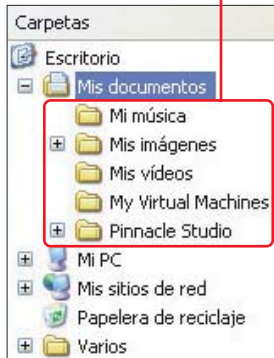 Carpetas
Escritorio
Mis documentos
Mi música
Mis imágenes
Mis vídeos
My Virtual Machines
Pinnacle Studio
Mi PC
Mis sitios de red
Papelera de reciclaje
Varios